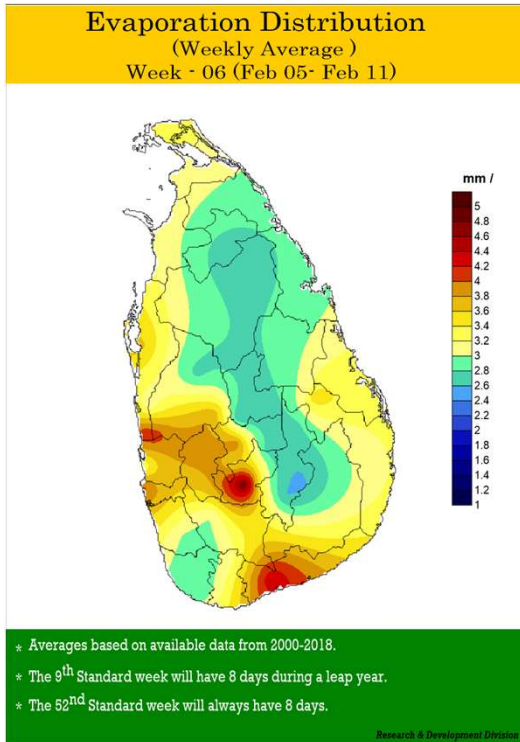 Evaporation Distribution
(Weekly Average )
Week - 06 (Feb 05- Feb 11)
mm /
5
4.8
4.6
4.4
4.2
4
3.8
3.6
3.4
3.2
3
2.8
2.6
2.4
2.2
2
1.8
1.6
1.4
1.2
1
* Averages based on available data from 2000-2018.
* The 9th Standard week will have 8 days during a leap year.
* The 52nd Standard week will always have 8 days.
Research & Development Division